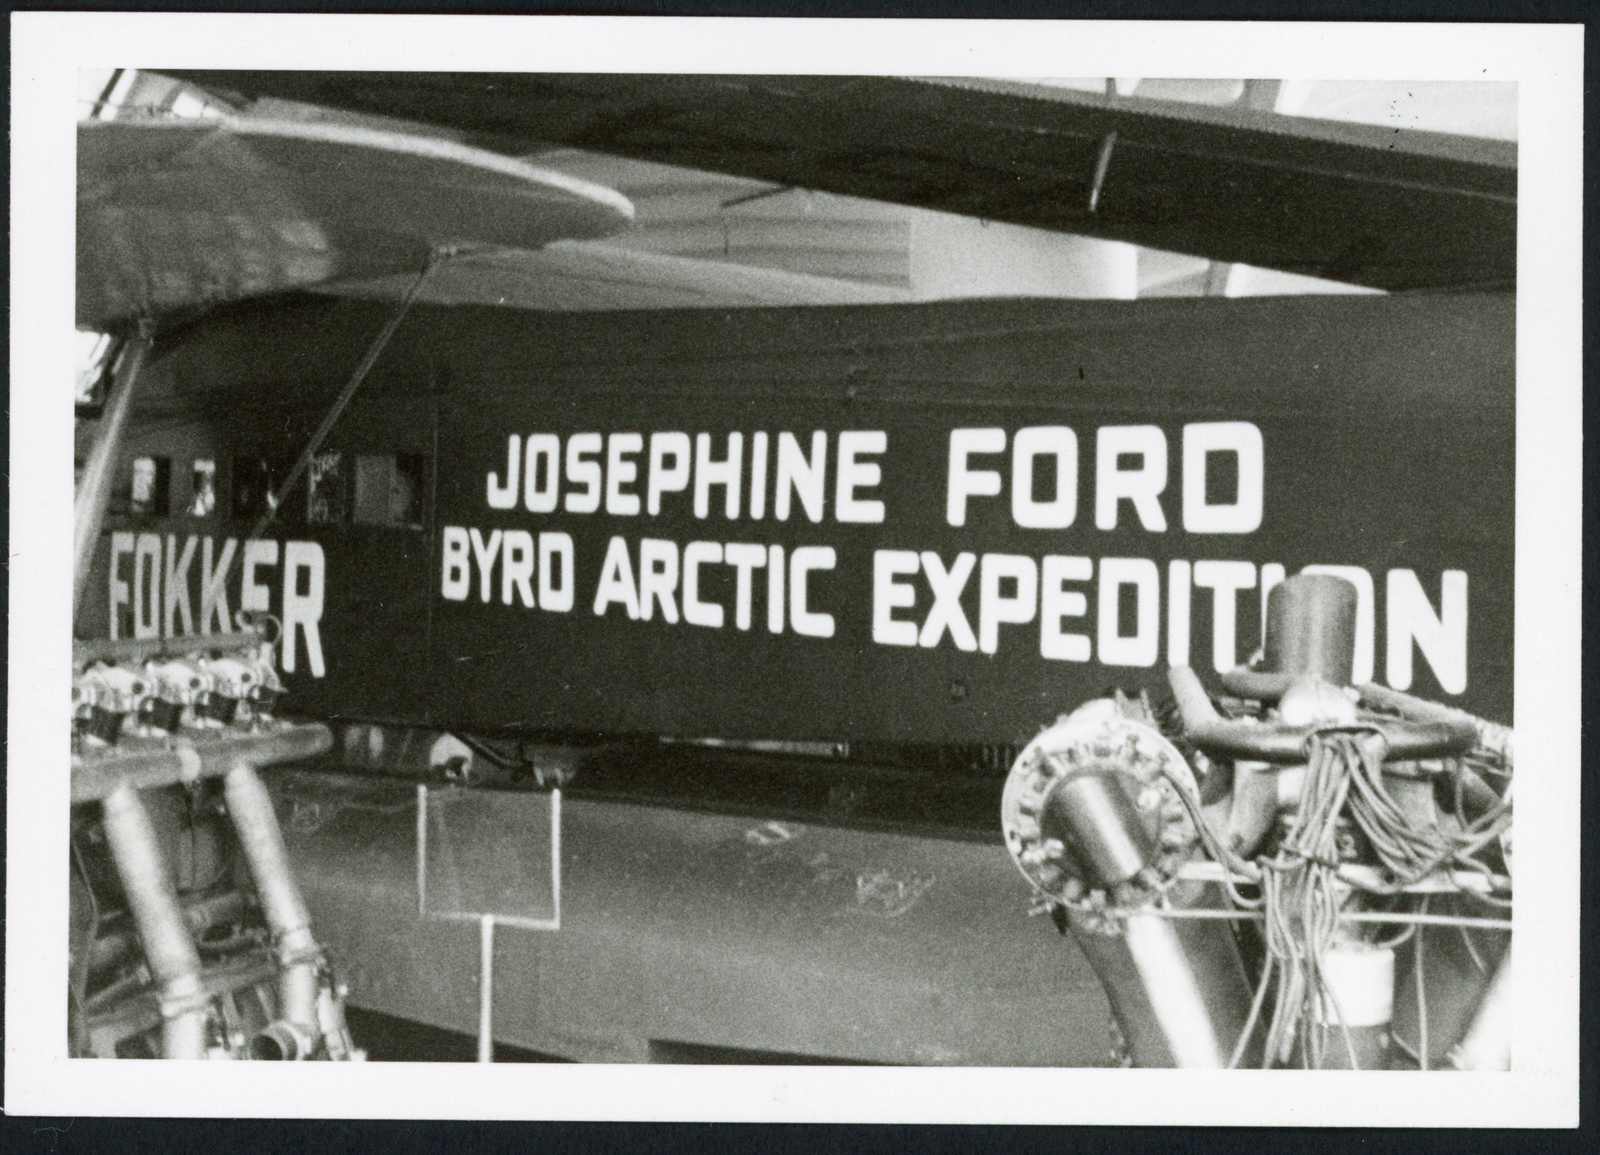 JOSEPHINE FORD
BYRD ARCTIC EXPEDITION
FOKKER